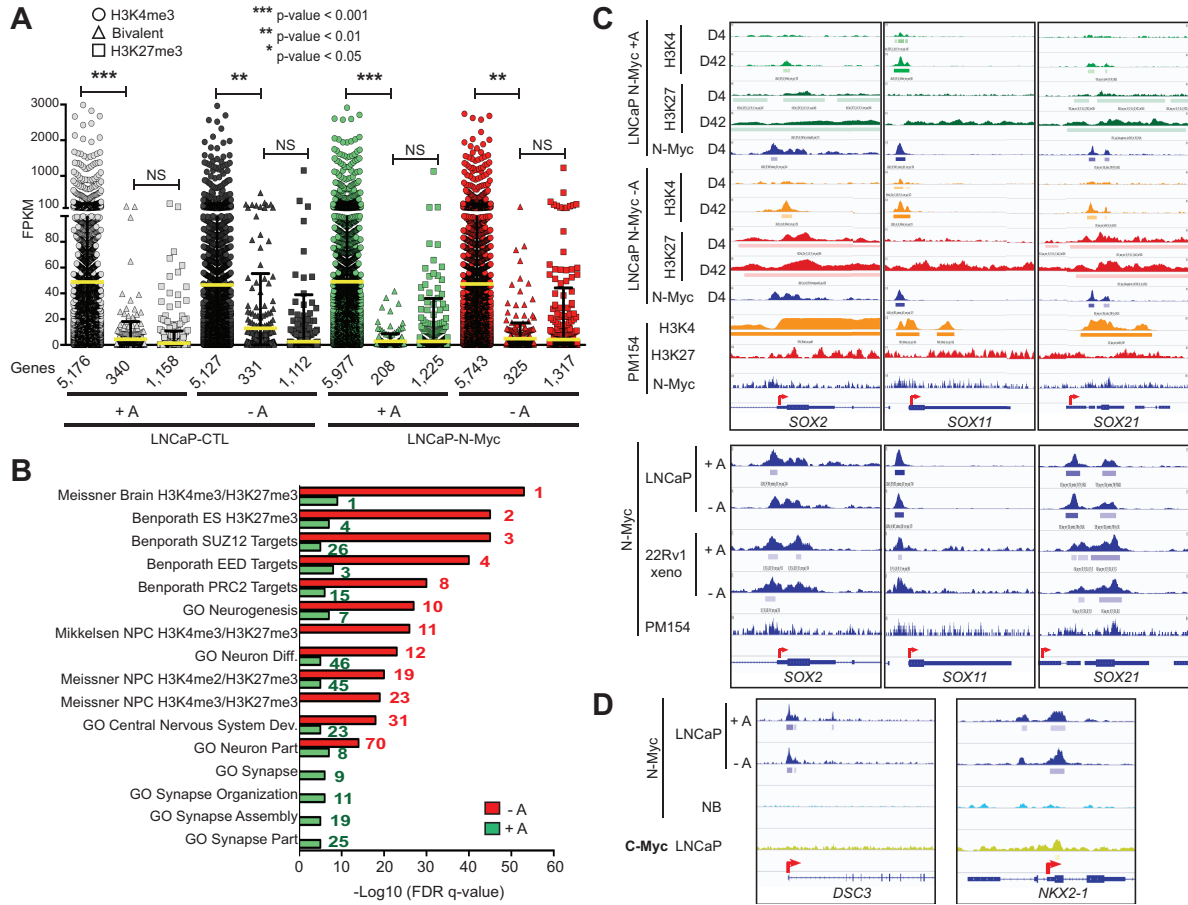 A
H3K4me3
Bivalent
H3K27me3
*** p-value < 0.001
** p-value < 0.01
* p-value < 0.05
*** ** *** **
NS NS NS NS
FPKM
3000
2000
1000
100
80
60
40
20
0
Genes 5,176 340 1,158 5,127 331 1,112 5,977 208 1,225 5,743 325 1,317
+ A - A + A - A
LNCaP-CTL LNCaP-N-Myc
B
Meissner Brain H3K4me3/H3K27me3 1
1
Benporath ES H3K27me3 2
4
Benporath SUZ12 Targets 3
26
Benporath EED Targets 4
3
Benporath PRC2 Targets 8
15
GO Neurogenesis 10
7
Mikkelsen NPC H3K4me3/H3K27me3 11
GO Neuron Diff. 12
46
Meissner NPC H3K4me2/H3K27me3 19
45
Meissner NPC H3K4me3/H3K27me3 23
GO Central Nervous System Dev. 31
23
GO Neuron Part 70
8
GO Synapse 9
GO Synapse Organization 11
GO Synapse Assembly 19
GO Synapse Part 25
- A
+ A
0 10 20 30 40 50 60
-Log10 (FDR q-value)
C
LNCaP N-Myc +A
H3K4
D4
D42
H3K27
D4
D42
N-Myc D4
LNCaP N-Myc -A
H3K4
D4
D42
H3K27
D4
D42
N-Myc D4
PM154
H3K4
H3K27
N-Myc
SOX2 SOX11 SOX21
N-Myc
LNCaP
+ A
- A
22Rv1
xeno
+ A
- A
PM154
SOX2 SOX11 SOX21
D
N-Myc
LNCaP
+ A
- A
NB
C-Myc LNCaP
DSC3 NKX2-1